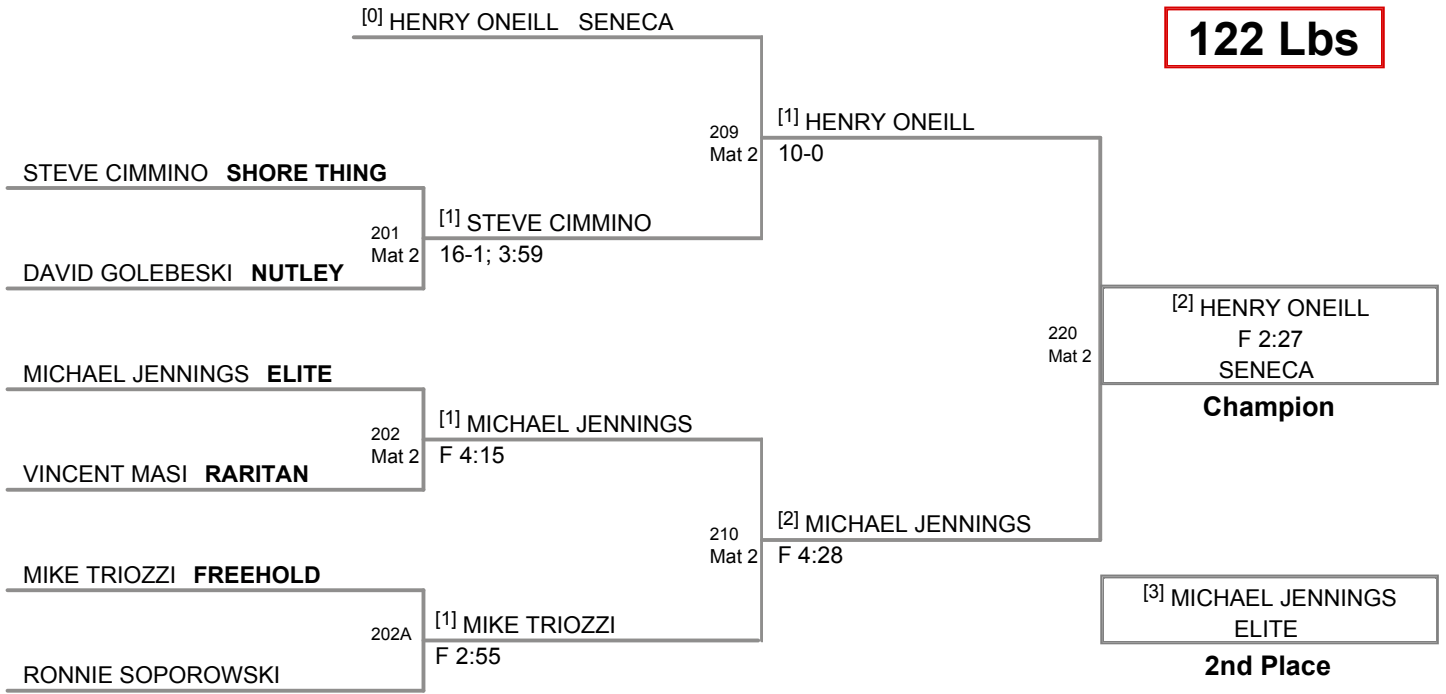 [0] HENRY ONEILL SENECA
122 Lbs
209
Mat 2
[1] HENRY ONEILL
10-0
STEVE CIMMINO SHORE THING
201
Mat 2
[1] STEVE CIMMINO
16-1; 3:59
DAVID GOLEBESKI NUTLEY
[2] HENRY ONEILL
F 2:27
SENECA
Champion
220
Mat 2
MICHAEL JENNINGS ELITE
202
Mat 2
[1] MICHAEL JENNINGS
F 4:15
VINCENT MASI RARITAN
210
Mat 2
[2] MICHAEL JENNINGS
F 4:28
MIKE TRIOZZI FREEHOLD
202A
[1] MIKE TRIOZZI
F 2:55
RONNIE SOPOROWSKI
[3] MICHAEL JENNINGS
ELITE
2nd Place